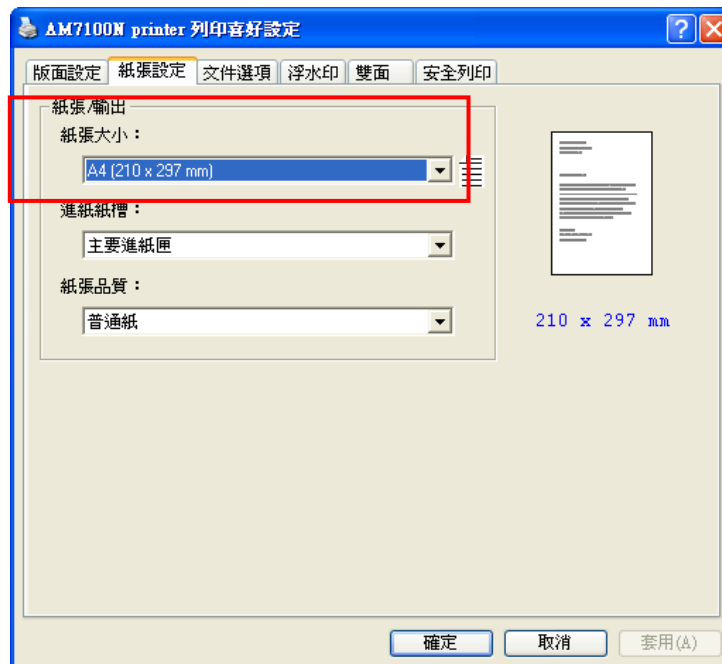 AM7100N printer 列印喜好設定
版面設定 紙張設定 文件選項 浮水印 雙面 安全列印
紙張/輸出
紙張大小：
A4 (210 x 297 mm)
進紙紙槽：
主要進紙匣
紙張品質：
普通紙
210 x 297 mm
確定 取消 套用(A)